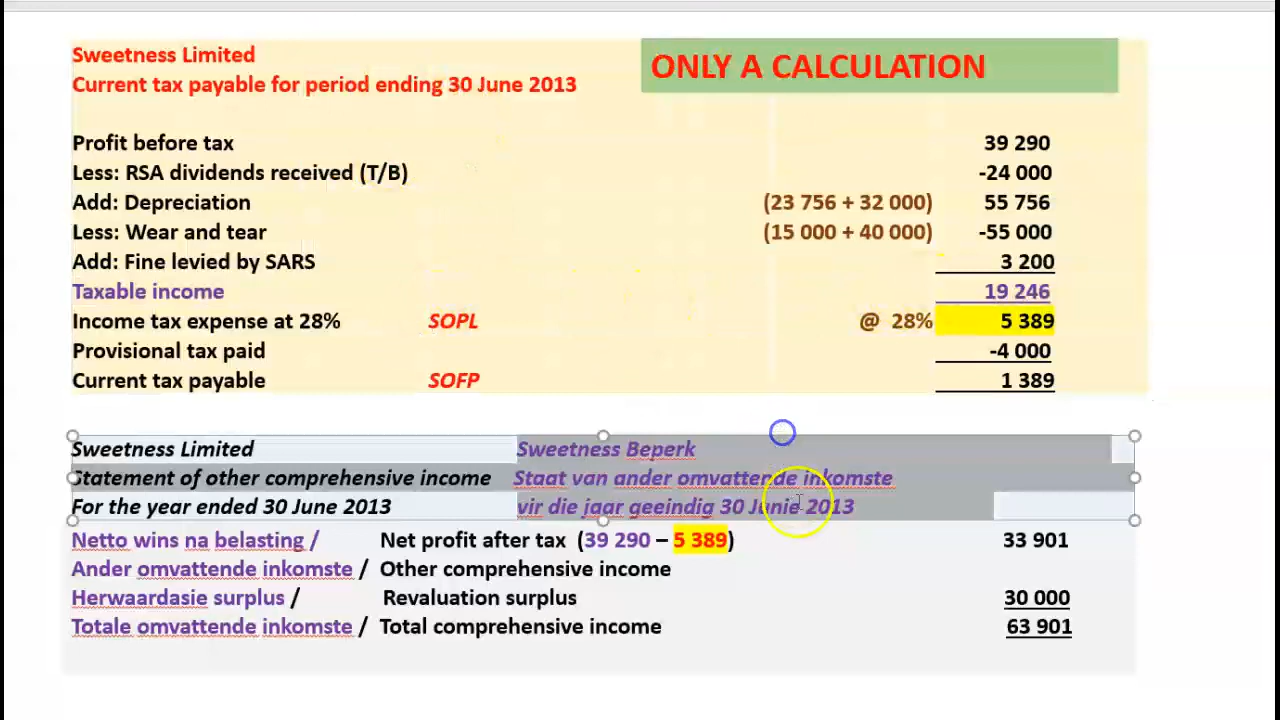 Sweetness Limited
ONLY A CALCULATION
Current tax payable for period ending 30 June 2013
Profit before tax 39 290
Less: RSA dividends received (T/B) -24 000
Add: Depreciation (23 756 + 32 000) 55 756
Less: Wear and tear (15 000 + 40 000) -55 000
Add: Fine levied by SARS 3 200
Taxable income 19 246
Income tax expense at 28% SOPL @ 28% 5 389
Provisional tax paid -4 000
Current tax payable SOFP 1 389
Sweetness Limited Sweetness Beperk
Statement of other comprehensive income Staat van ander omvattende inkomste
For the year ended 30 June 2013 vir die jaar geeindig 30 Junie 2013
Netto wins na belasting / Net profit after tax (39 290 – 5 389) 33 901
Ander omvattende inkomste / Other comprehensive income
Herwaardasie surplus / Revaluation surplus 30 000
Totale omvattende inkomste / Total comprehensive income 63 901